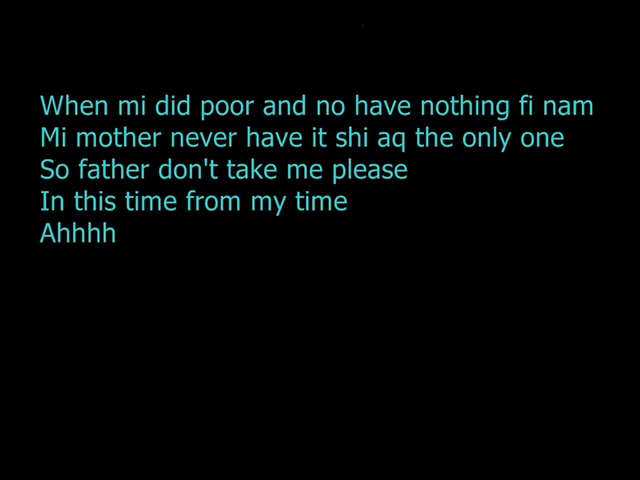 When mi did poor and no have nothing fi nam
Mi mother never have it shi aq the only one
So father don't take me please
In this time from my time
Ahhhh